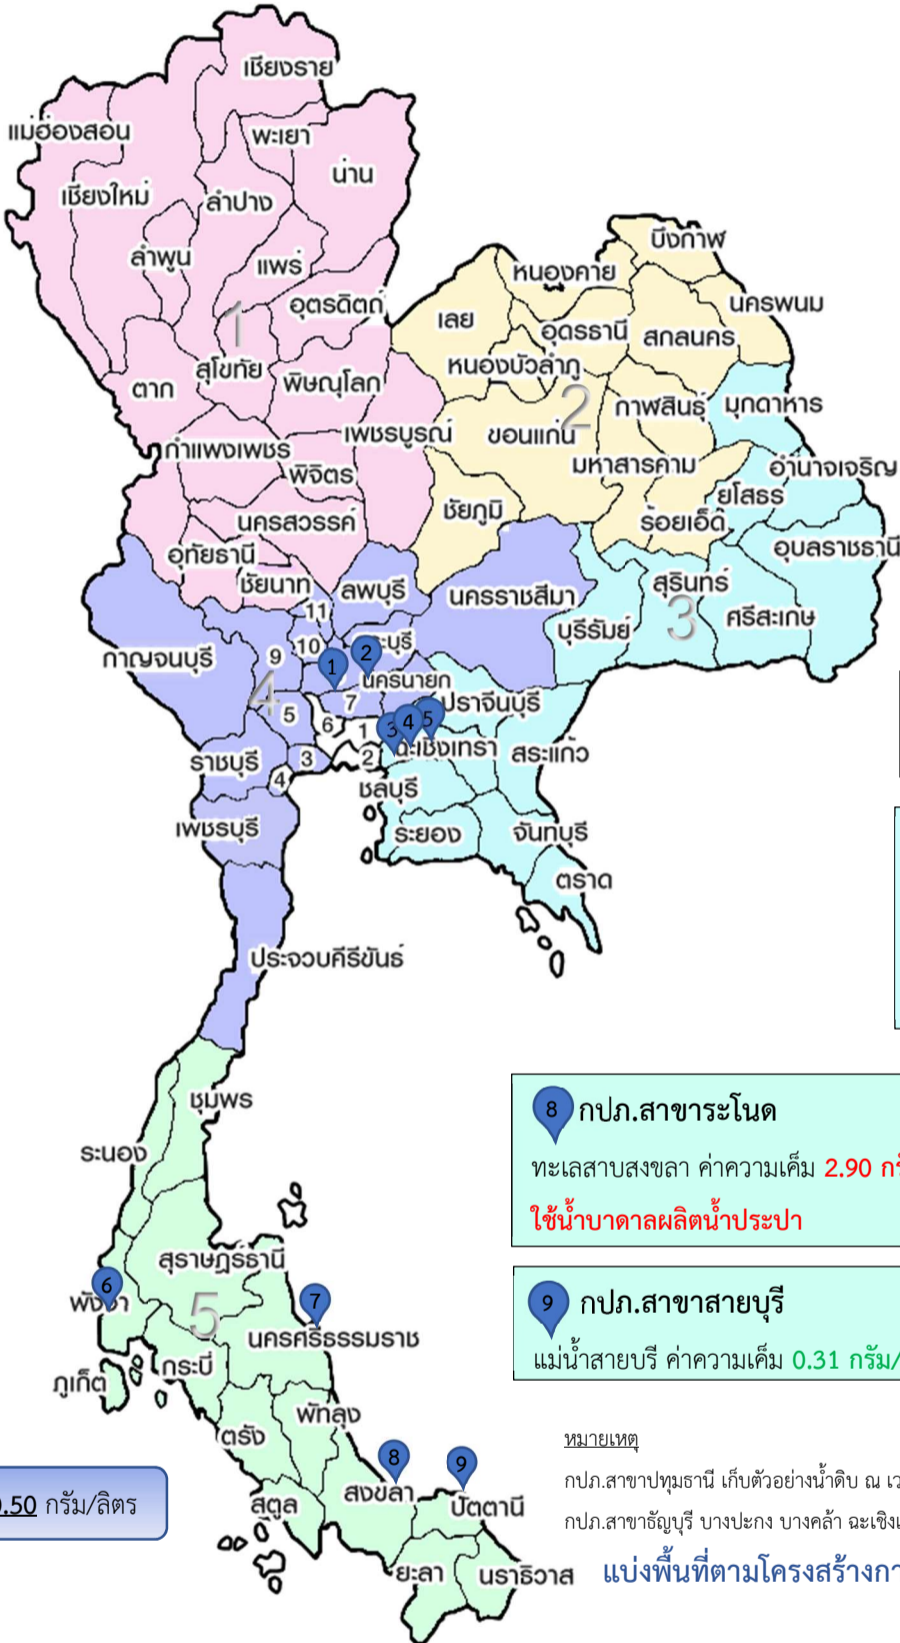 เชียงราย
แม่ฮ่องสอน
พะเยา
น่าน
เชียงใหม่
ลำปาง
ลำพูน
แพร่
บึงกาฬ
หนองคาย
อุตรดิตถ์
นครพนม
เลย
อุดรธานี
สกลนคร
1
สุโขทัย
หนองบัวลำภู
ตาก
พิษณุโลก
2
กาฬสินธุ์
มุกดาหาร
เพชรบูรณ์
ขอนแก่น
กำแพงเพชร
มหาสารคาม
อำนาจเจริญ
พิจิตร
ยโสธร
ชัยภูมิ
นครสวรรค์
ร้อยเอ็ด
อุบลราชธานี
อุทัยธานี
ชัยนาท
ลพบุรี
นครราชสีมา
สุรินทร์
11
3
ศรีสะเกษ
บุรีรัมย์
10
กาญจนบุรี
9
1
2
ระบุรี
นครนายก
4
7
ปราจีนบุรี
5
6
1
3
4
5
ฉะเชิงเทรา
สระแก้ว
ราชบุรี
3
2
4
ชลบุรี
เพชรบุรี
ระยอง
จันทบุรี
ตราด
ประจวบคีรีขันธ์
ชุมพร
8 กปภ.สาขาระโนด
ทะเลสาบสงขลา ค่าความเค็ม 2.90 กรั
ใช้น้ำบาดาลผลิตน้ำประปา
ระนอง
สุราษฎร์ธานี
6
7
5
นครศรีธรรมราช
9 กปภ.สาขาสายบุรี
แม่น้ำสายบุรี ค่าความเค็ม 0.31 กรัม/
ภูเก็ต
กระบี่
พัทลุง
ตรัง
8
9
หมายเหตุ
กปภ.สาขาปทุมธานี เก็บตัวอย่างน้ำดิบ ณ เว
กปภ.สาขาธัญบุรี บางปะกง บางคล้า ฉะเชิงเ
.50 กรัม/ลิตร
สตูล
สงขลา
ปัตตานี
ยะลา
นราธิวาส
แบ่งพื้นที่ตามโครงสร้างกา